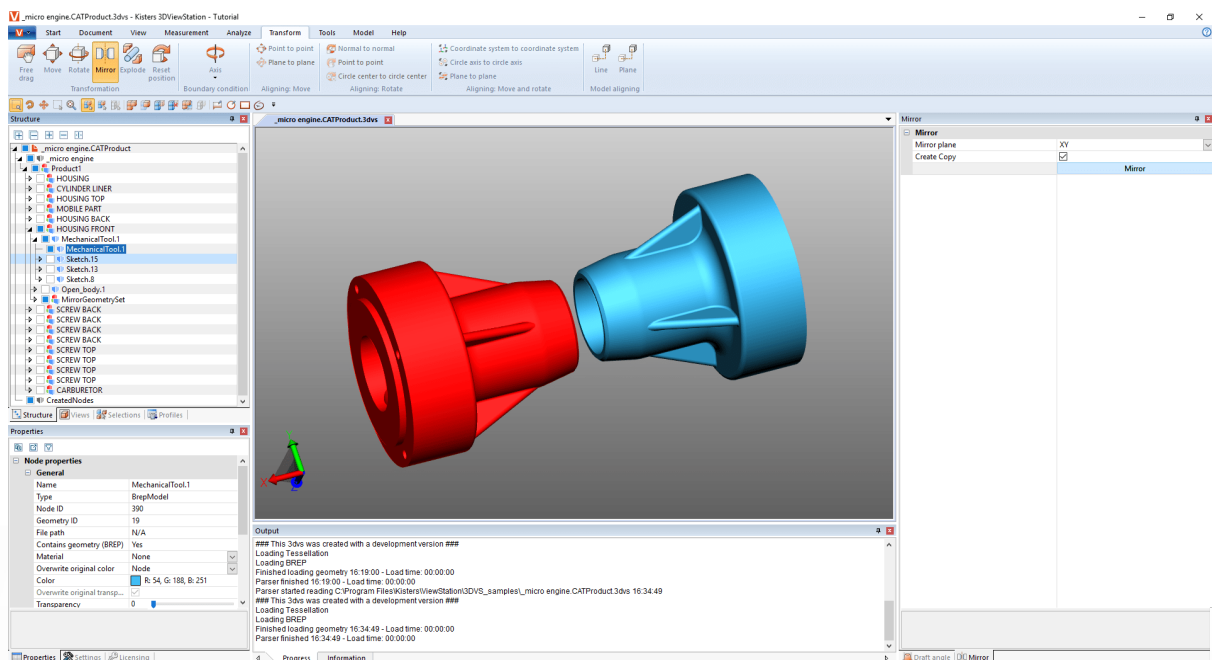 _micro engine.CATProduct.3dvs - Kisters 3DViewStation - Tutorial
Start Document View Measurement Analyze Transform Tools Model Help
Free drag
Move
Rotate
Mirror
Explode
Reset position
Axis
Transformation
Boundary condition
Point to point
Plane to plane
Aligning: Move
Normal to normal
Point to point
Circle center to circle center
Aligning: Rotate
Coordinate system to coordinate system
Circle axis to circle axis
Plane to plane
Aligning: Move and rotate
Line
Plane
Model aligning
Structure
_micro engine.CATProduct
_micro engine
Product1
HOUSING
CYLINDER LINER
HOUSING TOP
MOBILE PART
HOUSING BACK
HOUSING FRONT
MechanicalTool.1
MechanicalTool.1
Sketch.15
Sketch.13
Sketch.8
Open_body.1
MirrorGeometrySet
SCREW BACK
SCREW BACK
SCREW BACK
SCREW BACK
SCREW TOP
SCREW TOP
SCREW TOP
SCREW TOP
CARBURETOR
CreatedNodes
Structure Views Selections Profiles
Properties
Node properties
General
Name MechanicalTool.1
Type BrepModel
Node ID 390
Geometry ID 19
File path N/A
Contains geometry (BREP) Yes
Material None
Overwrite original color Node
Color R: 54, G: 188, B: 251
Overwrite original transp...
Transparency 0
Properties Settings Licensing
_micro engine.CATProduct.3dvs
X
Z
Output
### This 3dvs was created with a development version ###
Loading Tessellation
Loading BREP
Finished loading geometry 16:19:00 - Load time: 00:00:00
Parser finished 16:19:00 - Load time: 00:00:00
Parser started reading C:\Program Files\Kisters\ViewStation\3DVS_samples\_micro engine.CATProduct.3dvs 16:34:49
### This 3dvs was created with a development version ###
Loading Tessellation
Loading BREP
Finished loading geometry 16:34:49 - Load time: 00:00:00
Parser finished 16:34:49 - Load time: 00:00:00
Progress Information
Mirror
Mirror
Mirror plane XY
Create Copy
Mirror
Draft angle Mirror